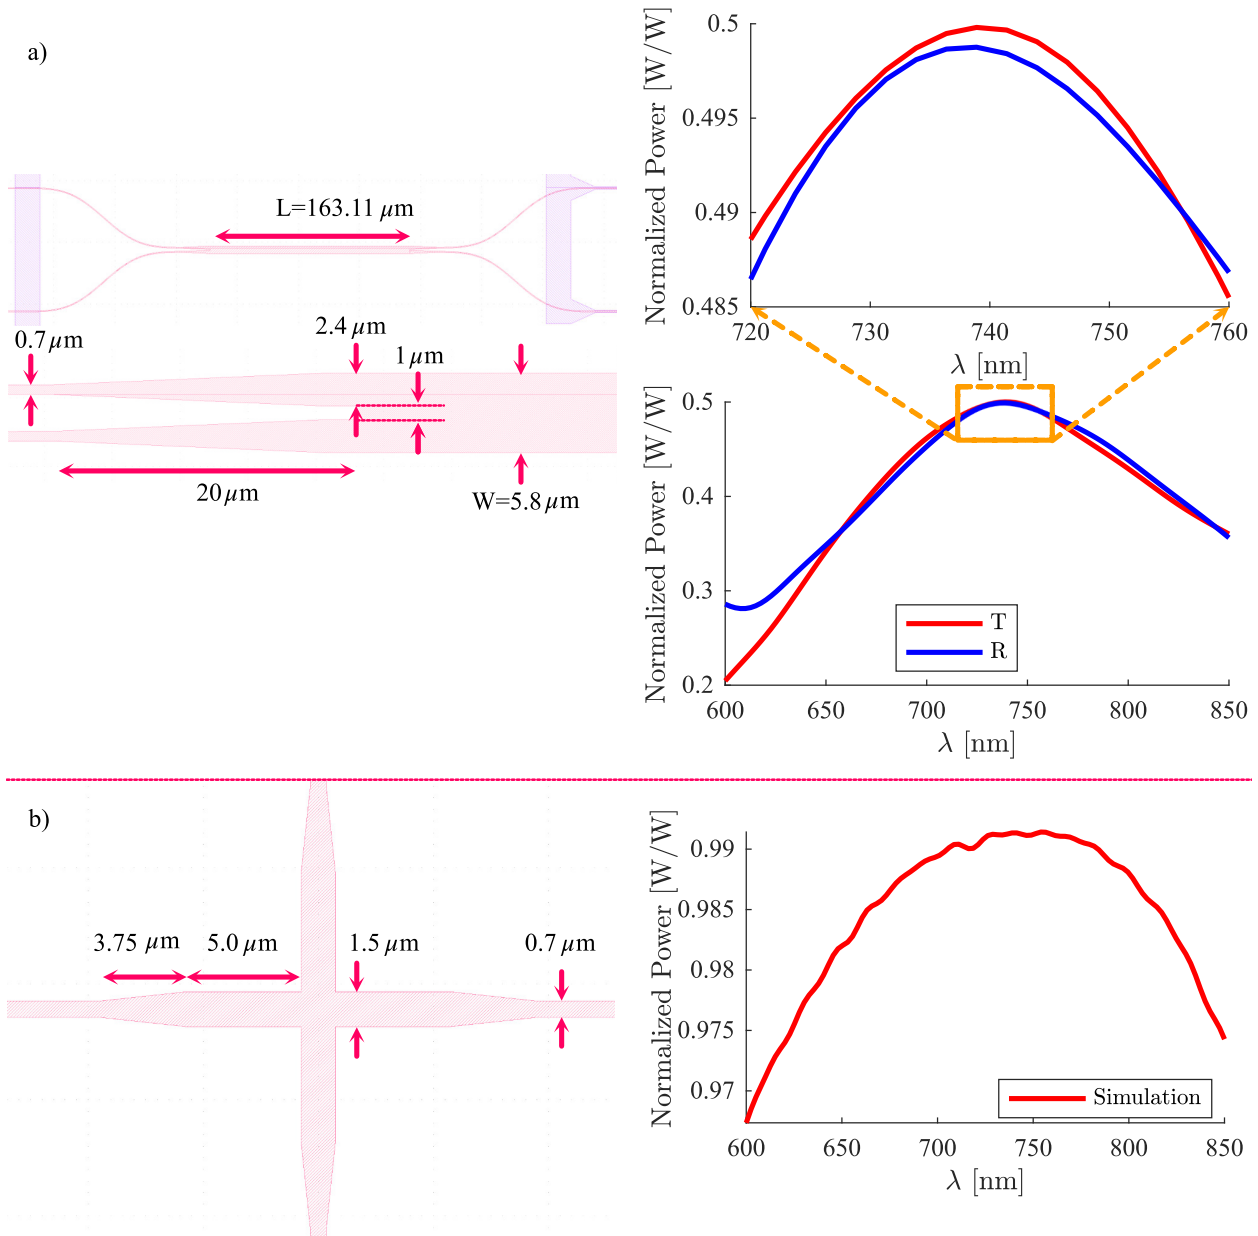 a)
L=163.11 μm
0.7 μm
2.4 μm
1 μm
20 μm
W=5.8 μm
Normalized Power [W/W]
0.5
0.495
0.49
0.485
720
730
740
750
760
λ [nm]
Normalized Power [W/W]
0.5
0.4
0.3
0.2
T
R
600
650
700
750
800
850
λ [nm]
b)
3.75 μm
5.0 μm
1.5 μm
0.7 μm
Normalized Power [W/W]
0.99
0.985
0.98
0.975
0.97
Simulation
600
650
700
750
800
850
λ [nm]